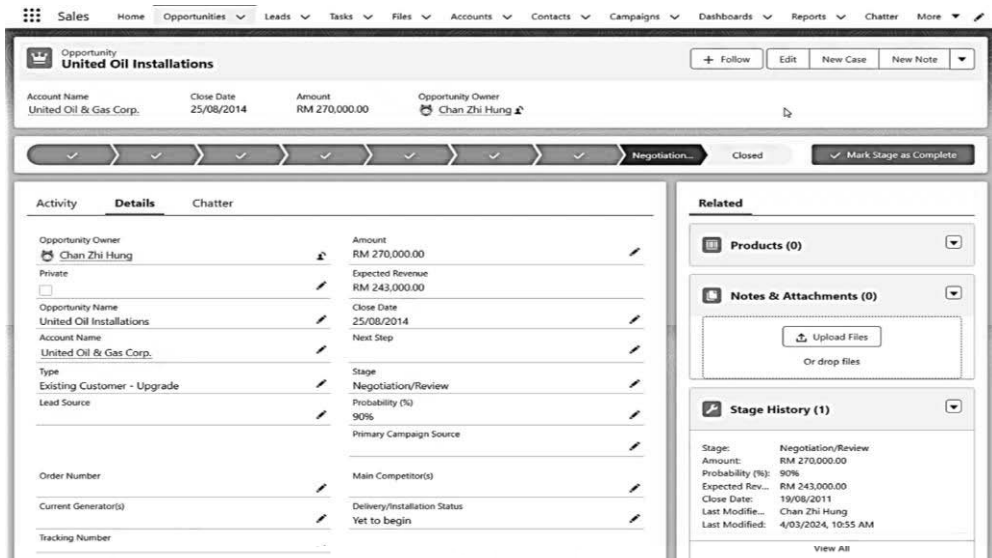 Sales Home Opportunities Leads Tasks Files Accounts Contacts Campaigns Dashboards Reports Chatter More
Opportunity
United Oil Installations
+ Follow Edit New Case New Note
Account Name Close Date Amount Opportunity Owner
United Oil & Gas Corp. 25/08/2014 RM 270,000.00 Chan Zhi Hung
Negotiation... Closed Mark Stage as Complete
Activity Details Chatter
Opportunity Owner Amount
Chan Zhi Hung RM 270,000.00
Private Expected Revenue
RM 243,000.00
Opportunity Name Close Date
United Oil Installations 25/08/2014
Account Name Next Step
United Oil & Gas Corp.
Type Stage
Existing Customer - Upgrade Negotiation/Review
Lead Source Probability (%)
90%
Primary Campaign Source
Order Number Main Competitor(s)
Current Generator(s) Delivery/Installation Status
Yet to begin
Tracking Number
Related
Products (0)
Notes & Attachments (0)
Upload Files
Or drop files
Stage History (1)
Stage: Negotiation/Review
Amount: RM 270,000.00
Probability (%): 90%
Expected Rev... RM 243,000.00
Close Date: 19/08/2011
Last Modifie... Chan Zhi Hung
Last Modified: 4/03/2024, 10:55 AM
View All